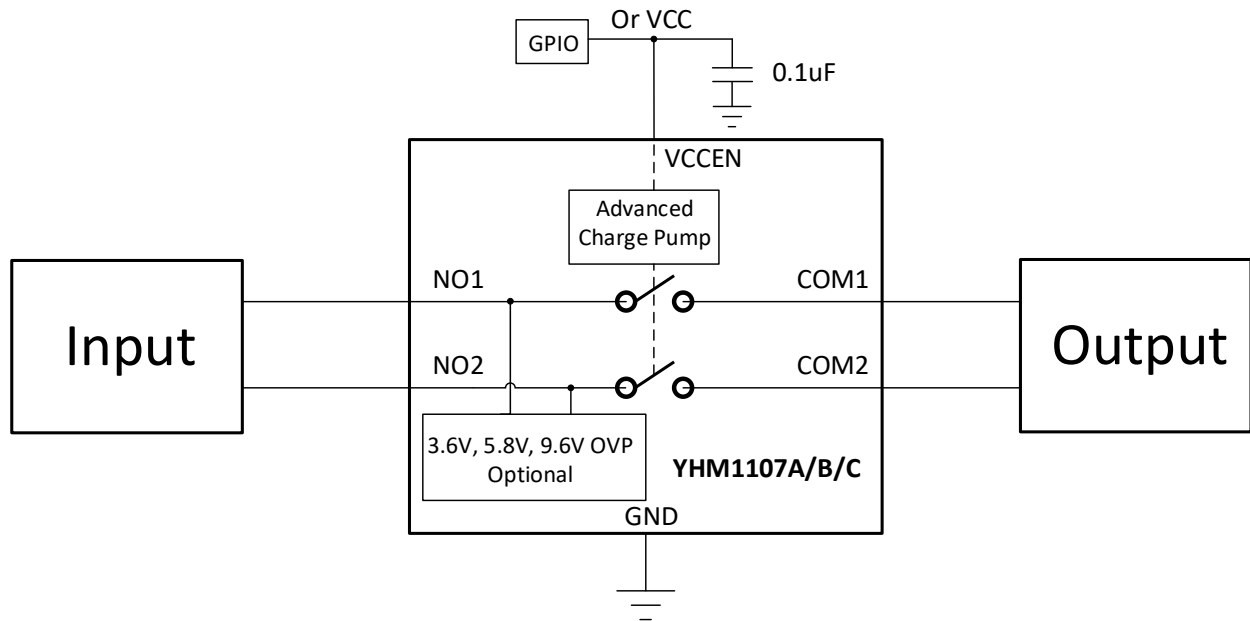 Or VCC
GPIO
0.1uF
VCCEN
Advanced
Charge Pump
NO1
COM1
Input
Output
NO2
COM2
3.6V, 5.8V, 9.6V OVP
Optional
YHM1107A/B/C
GND